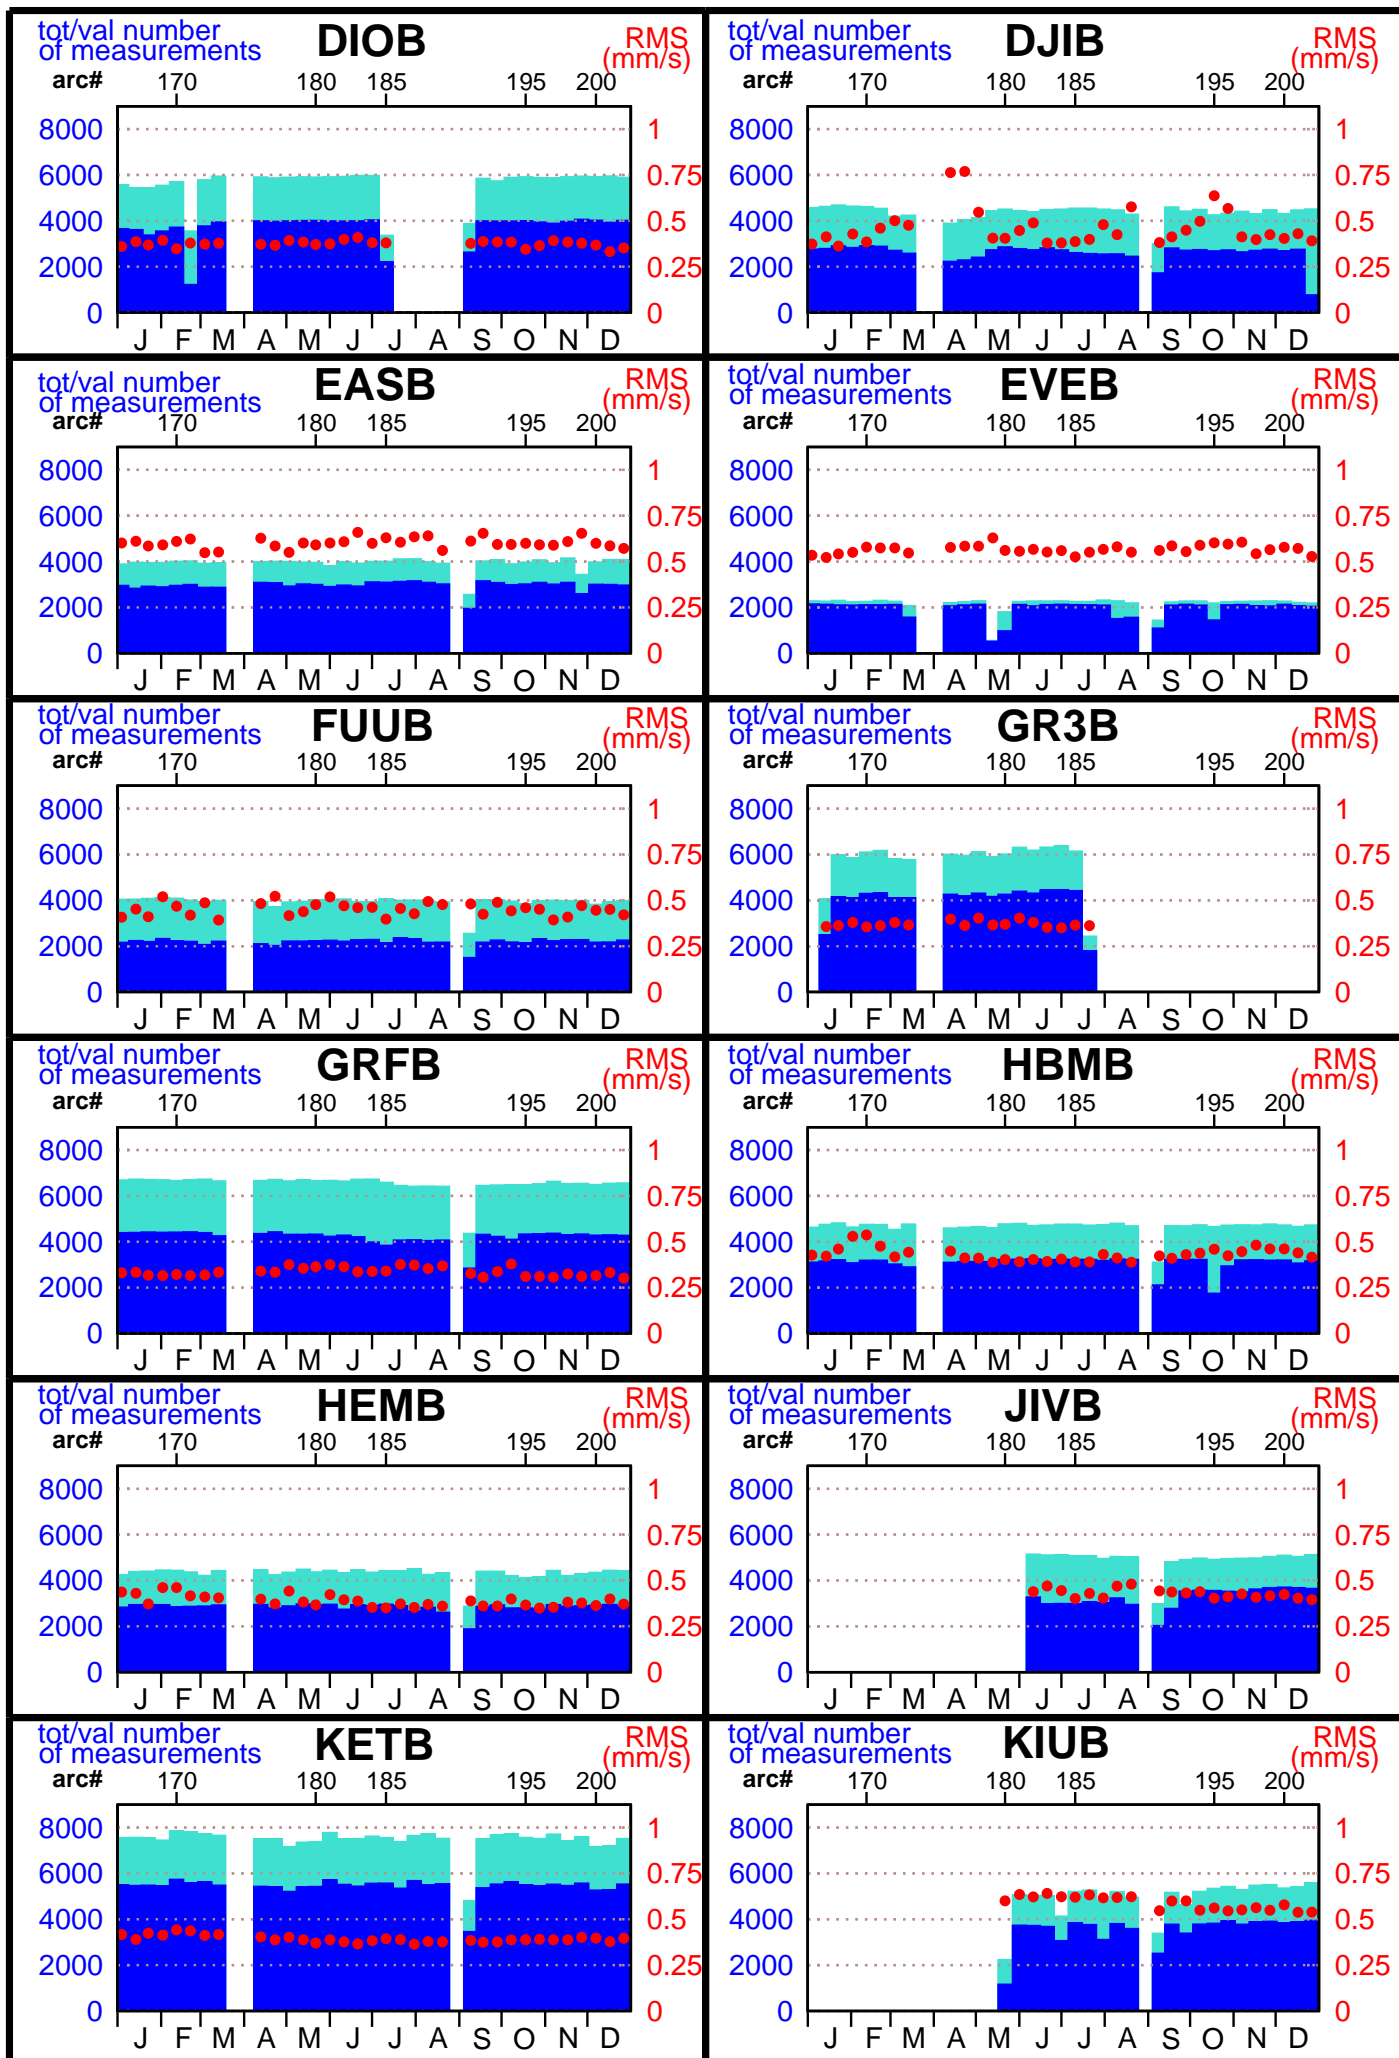 tot/val number DIOB RMS
of measurements (mm/s)
arc# 170 180 185 195 200
8000 1
6000 0.75
4000 0.5
2000 0.25
0 0
J F M A M J J A S O N D
tot/val number DJIB RMS
of measurements (mm/s)
arc# 170 180 185 195 200
8000 1
6000 0.75
4000 0.5
2000 0.25
0 0
J F M A M J J A S O N D
tot/val number EASB RMS
of measurements (mm/s)
arc# 170 180 185 195 200
8000 1
6000 0.75
4000 0.5
2000 0.25
0 0
J F M A M J J A S O N D
tot/val number EVEB RMS
of measurements (mm/s)
arc# 170 180 185 195 200
8000 1
6000 0.75
4000 0.5
2000 0.25
0 0
J F M A M J J A S O N D
tot/val number FUUB RMS
of measurements (mm/s)
arc# 170 180 185 195 200
8000 1
6000 0.75
4000 0.5
2000 0.25
0 0
J F M A M J J A S O N D
tot/val number GR3B RMS
of measurements (mm/s)
arc# 170 180 185 195 200
8000 1
6000 0.75
4000 0.5
2000 0.25
0 0
J F M A M J J A S O N D
tot/val number GRFB RMS
of measurements (mm/s)
arc# 170 180 185 195 200
8000 1
6000 0.75
4000 0.5
2000 0.25
0 0
J F M A M J J A S O N D
tot/val number HBMB RMS
of measurements (mm/s)
arc# 170 180 185 195 200
8000 1
6000 0.75
4000 0.5
2000 0.25
0 0
J F M A M J J A S O N D
tot/val number HEMB RMS
of measurements (mm/s)
arc# 170 180 185 195 200
8000 1
6000 0.75
4000 0.5
2000 0.25
0 0
J F M A M J J A S O N D
tot/val number JIVB RMS
of measurements (mm/s)
arc# 170 180 185 195 200
8000 1
6000 0.75
4000 0.5
2000 0.25
0 0
J F M A M J J A S O N D
tot/val number KETB RMS
of measurements (mm/s)
arc# 170 180 185 195 200
8000 1
6000 0.75
4000 0.5
2000 0.25
0 0
J F M A M J J A S O N D
tot/val number KIUB RMS
of measurements (mm/s)
arc# 170 180 185 195 200
8000 1
6000 0.75
4000 0.5
2000 0.25
0 0
J F M A M J J A S O N D